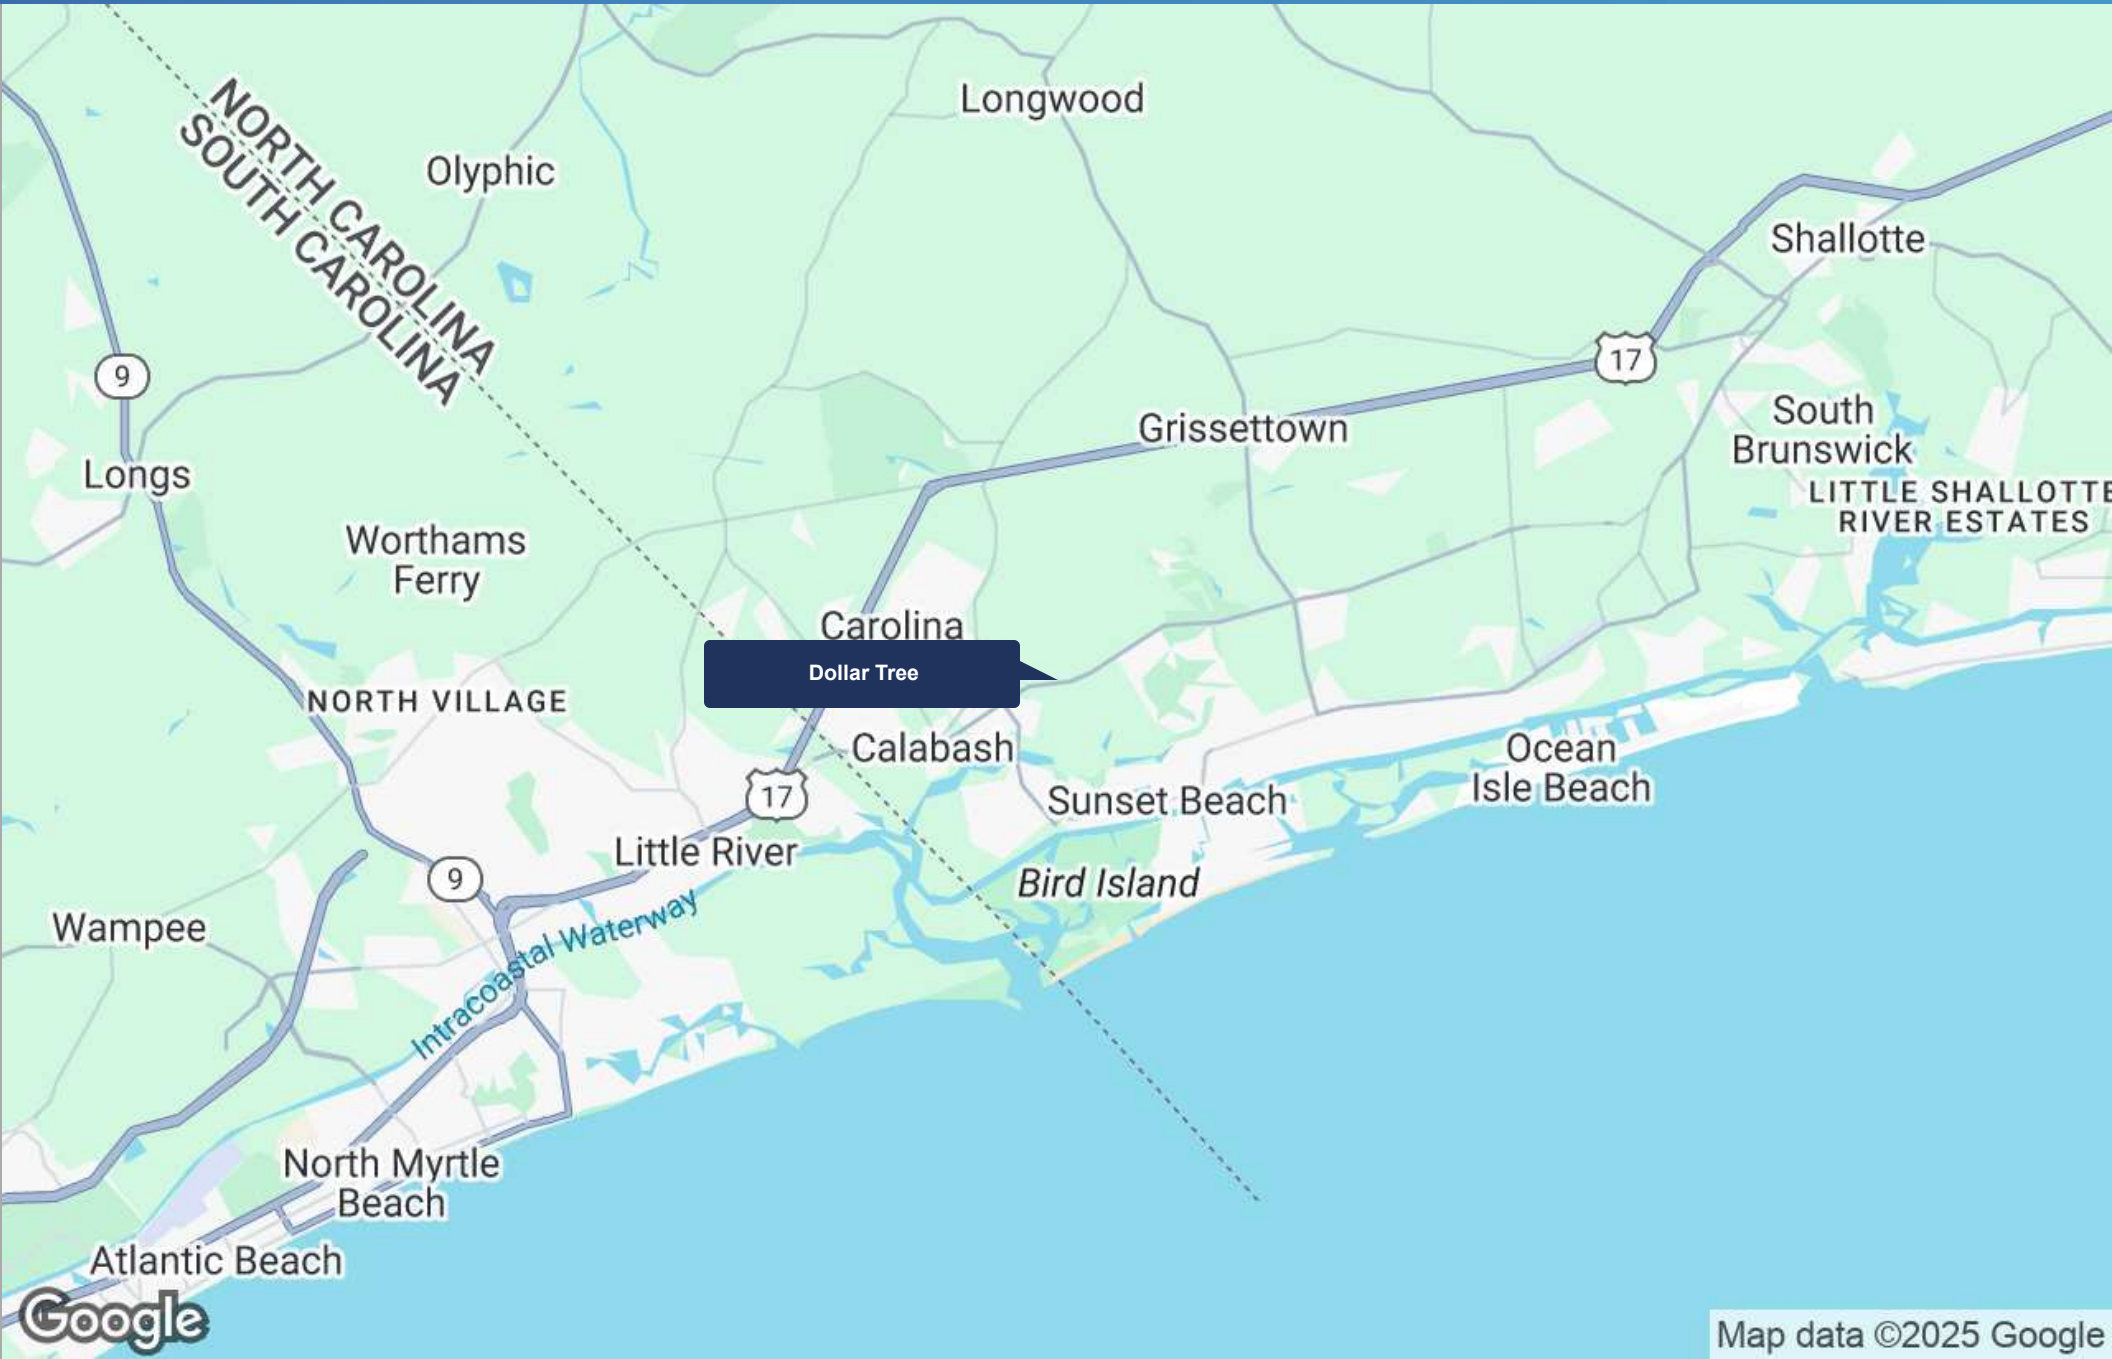 Longwood
NORTH CAROLINA
SOUTH CAROLINA
Olyphic
Shallotte
17
9
South
Brunswick
Grissettown
Longs
LITTLE SHALLOTTE
RIVER ESTATES
Worthams
Ferry
Carolina
Dollar Tree
NORTH VILLAGE
Calabash
Ocean
Isle Beach
17
Sunset Beach
Little River
9
Bird Island
Wampee
Intracoastal Waterway
North Myrtle
Beach
Atlantic Beach
Google
Map data ©2025 Google